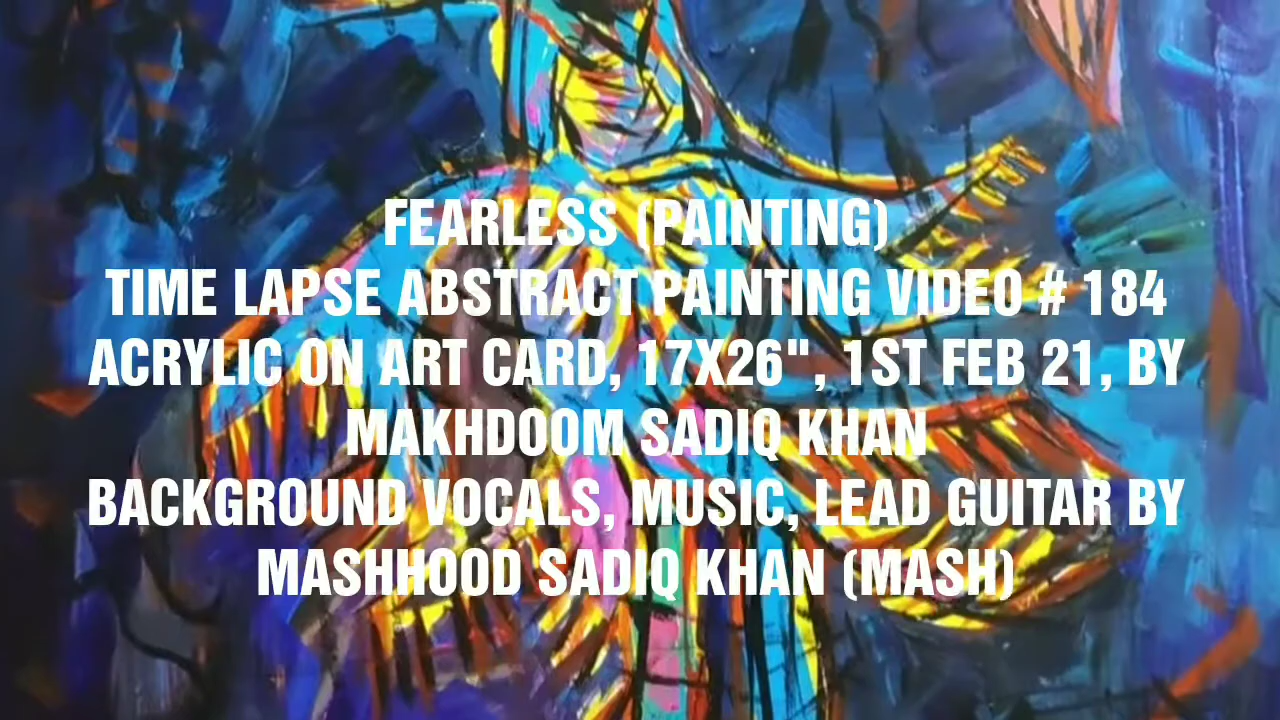 FEARLESS (PAINTING)
TIME LAPSE ABSTRACT PAINTING VIDEO # 184
ACRYLIC ON ART CARD, 17X26", 1ST FEB 21, BY
MAKHDOOM SADIQ KHAN
BACKGROUND VOCALS, MUSIC, LEAD GUITAR BY
MASHHOOD SADIQ KHAN (MASH)